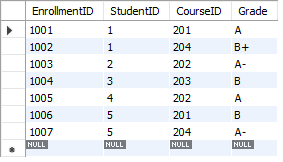 EnrollmentID StudentID CourseID Grade
1001 1 201 A
1002 1 204 B+
1003 2 202 A-
1004 3 203 B
1005 4 202 A
1006 5 201 B
1007 5 204 A-
NULL NULL NULL NULL